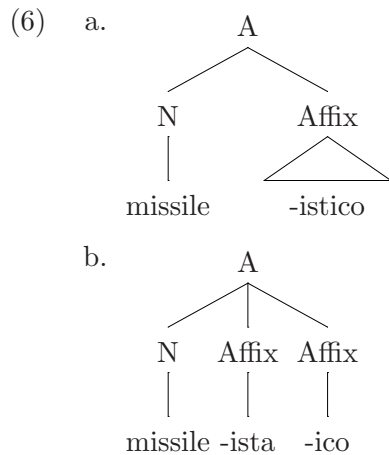 (6) a. A
N Affix
missile -istico
b. A
N Affix Affix
missile -ista -ico